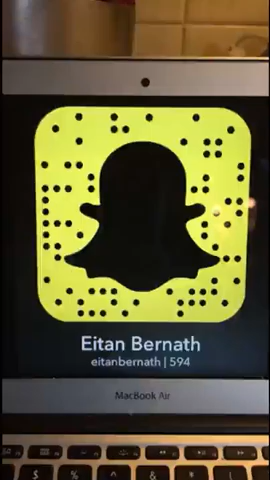 Eitan Bernath
eitanbernath | 594
MacBook Air
$ % ^ & *